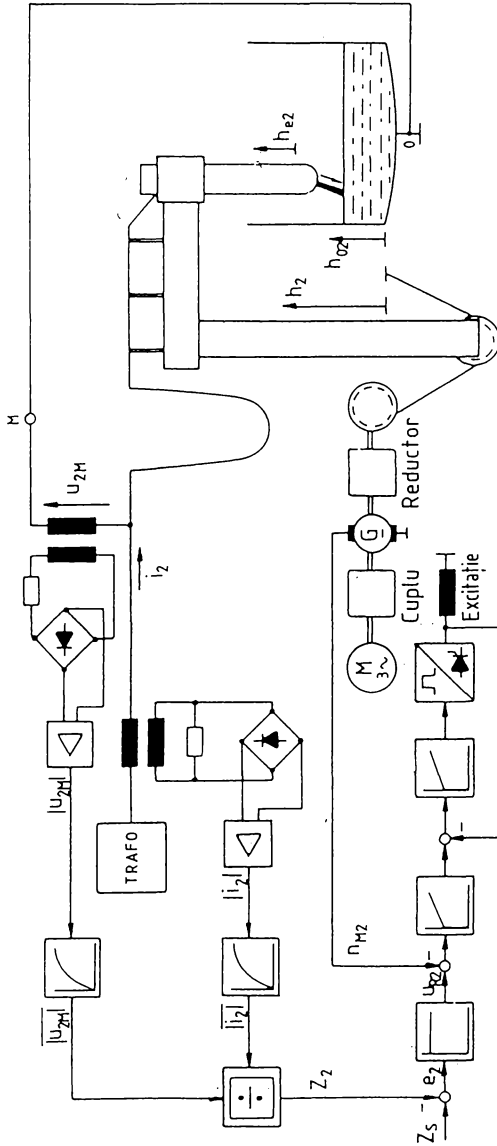 M
u2M
i2
|u2M|
|u2M|
TRAFO
|i2|
|i2|
÷
Z2
ZS
-
e2
uR2
-
nM2
-
M
3~
Cuplu
G
Reductor
Excitație
h2
h02
he2
0